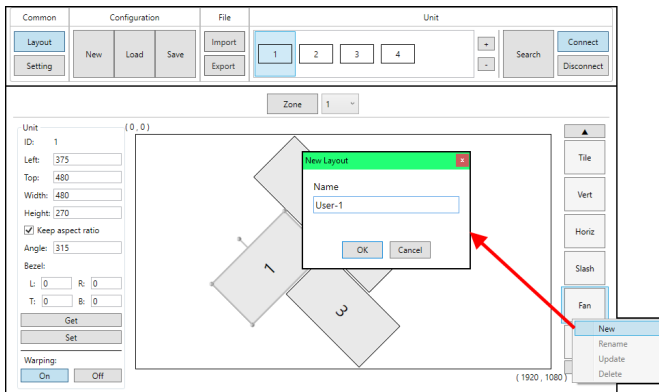 Common Configuration File Unit
Layout New Load Save Import 1 2 3 4 + - Search Connect
Setting Export Disconnect
Zone 1
Unit
ID: 1
Left: 375
Top: 480
Width: 480
Height: 270
Keep aspect ratio
Angle: 315
Bezel:
L: 0 R: 0
T: 0 B: 0
Get
Set
Warping:
On Off
( 0 , 0 )
1
3
( 1920 , 1080 )
New Layout x
Name
User-1
OK Cancel
▲
Tile
Vert
Horiz
Slash
Fan
New
Rename
Update
Delete